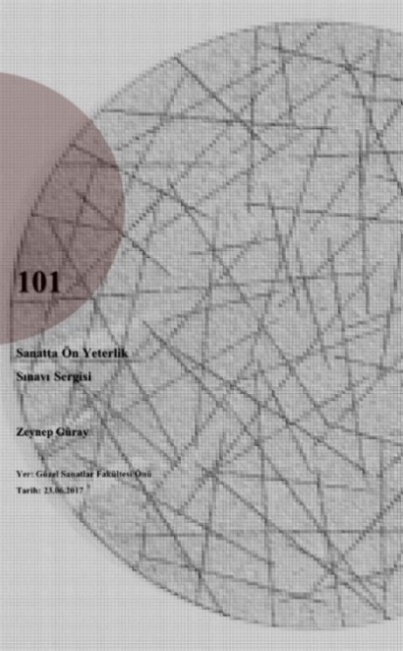 101
Sanatta Ön Yeterlik
Sınavı Sergisi
Zeynep Güray
Yer: Güzel Sanatlar Fakültesi Önü
Tarih: 23.06.2017